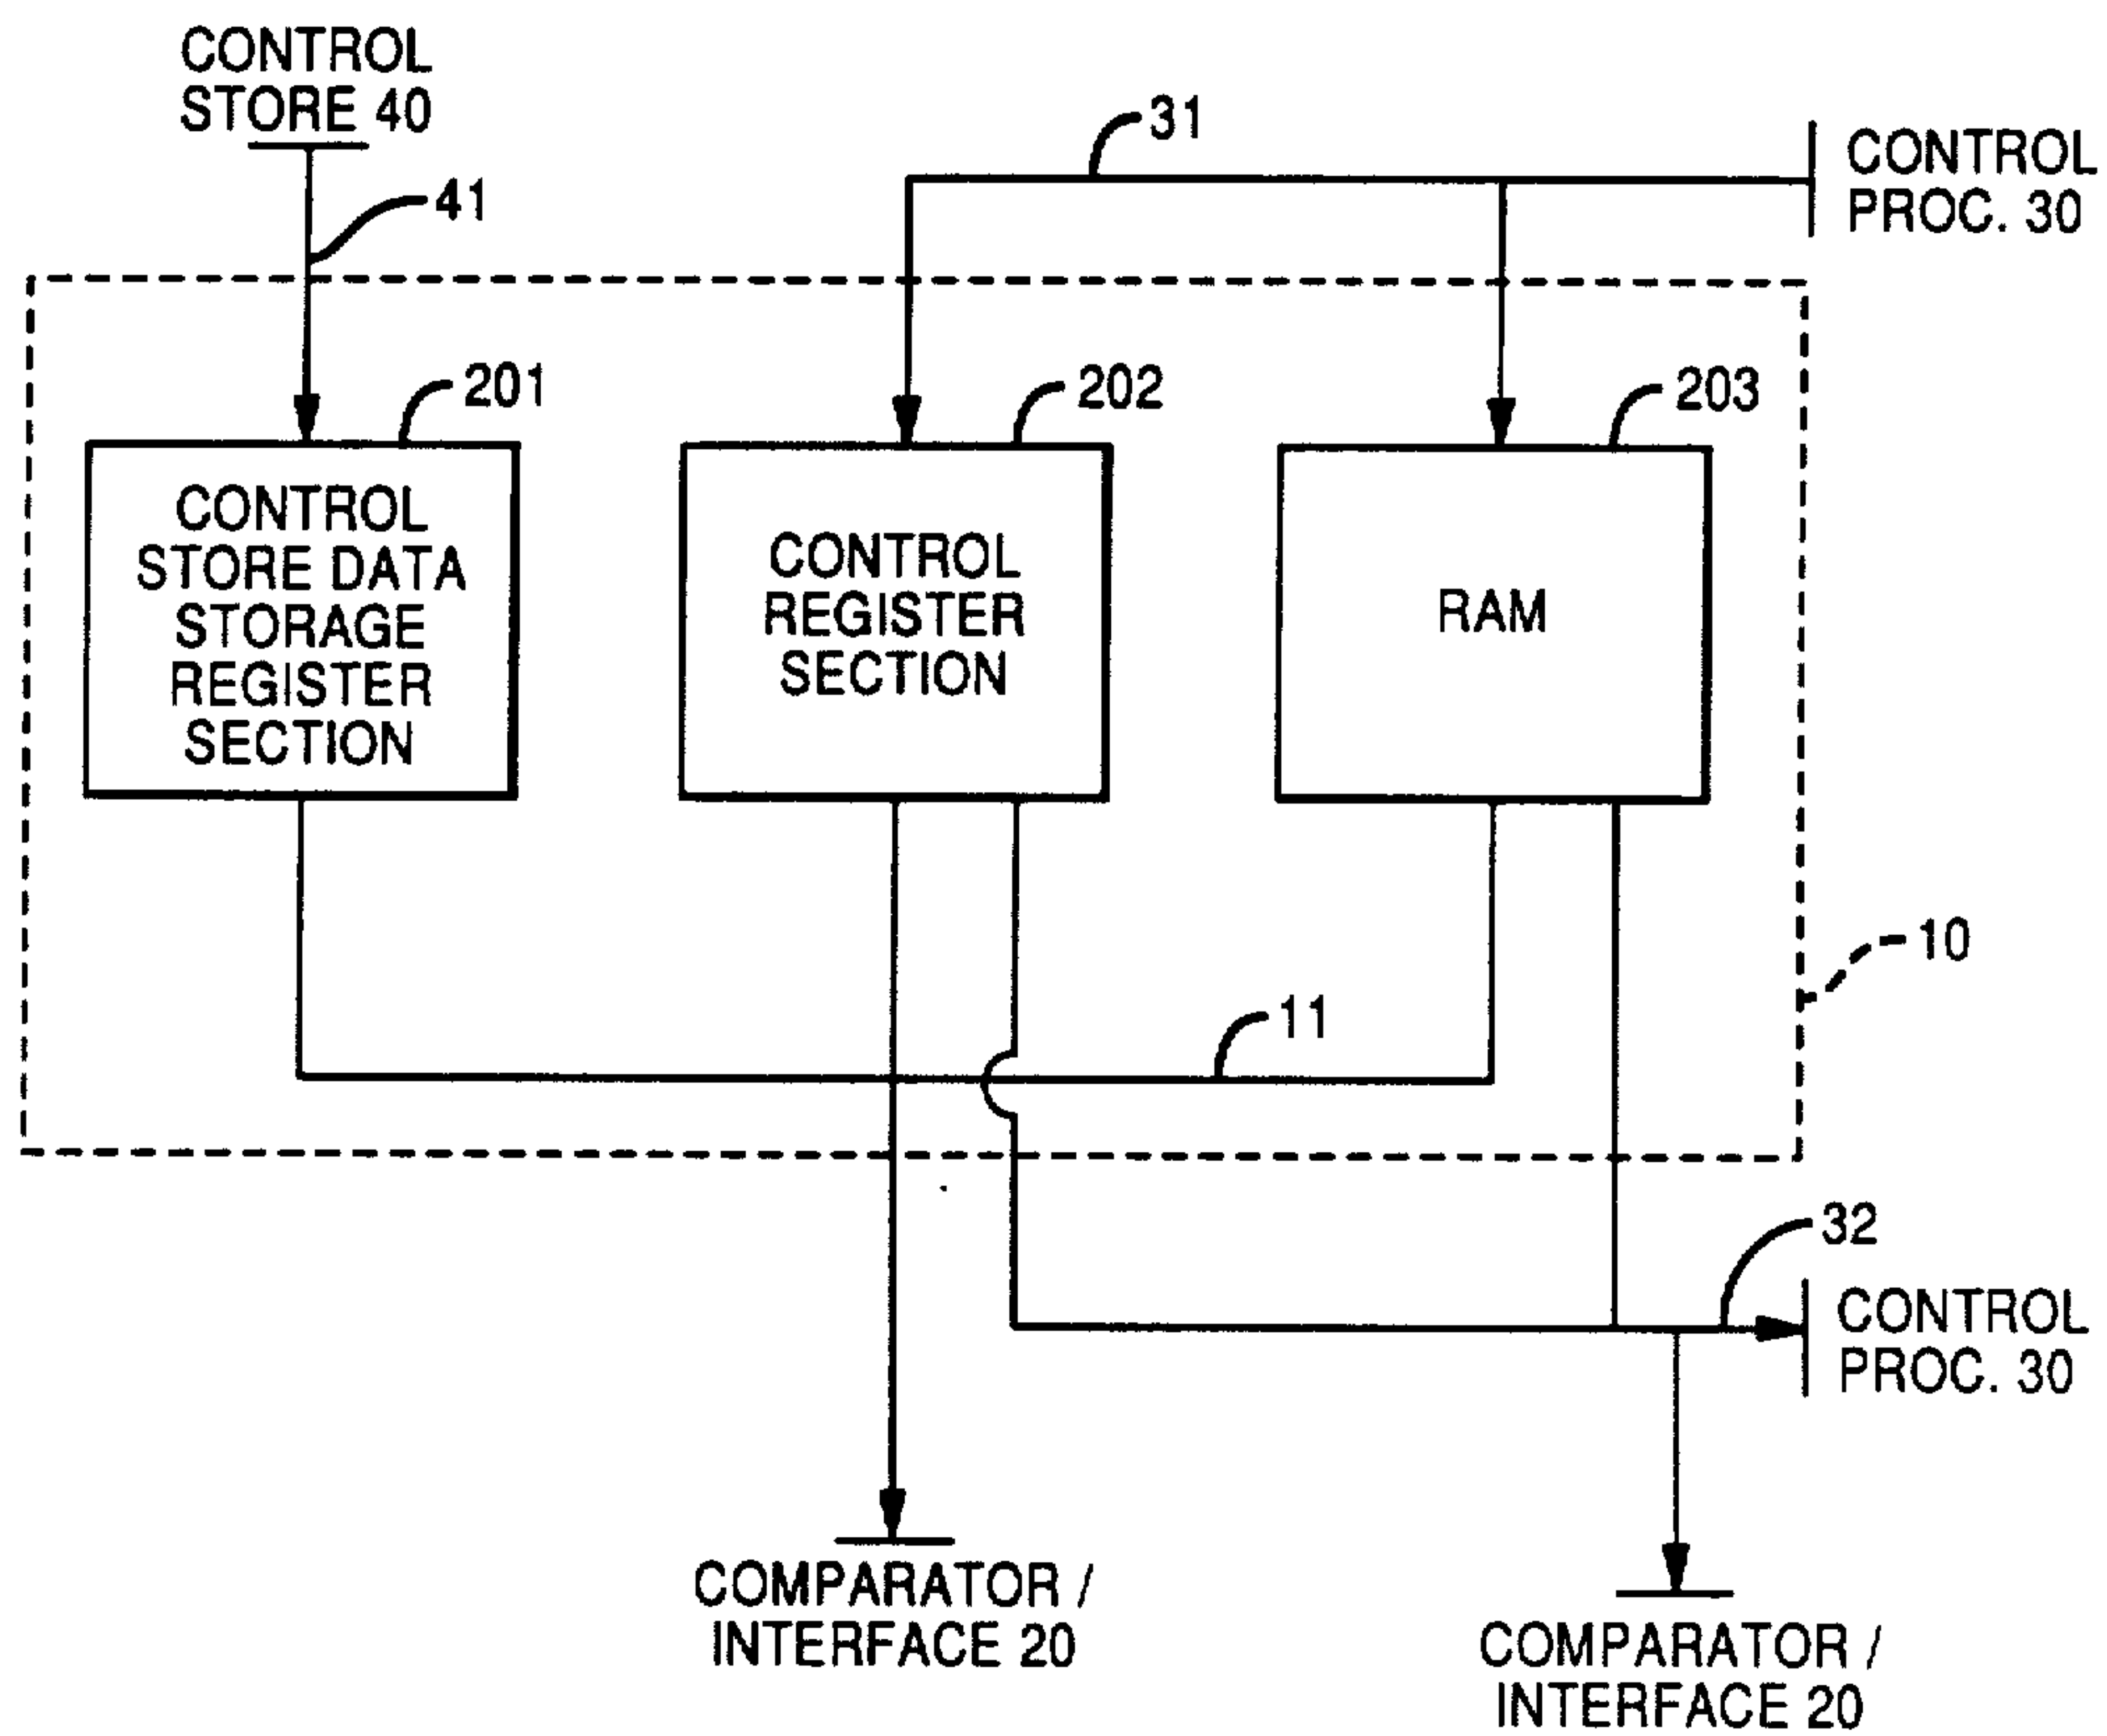 CONTROL
STORE 40
31
CONTROL
PROC. 30
41
201
202
203
CONTROL
STORE DATA
STORAGE
REGISTER
SECTION
CONTROL
REGISTER
SECTION
RAM
10
11
32
CONTROL
PROC. 30
COMPARATOR /
INTERFACE 20
COMPARATOR /
INTERFACE 20